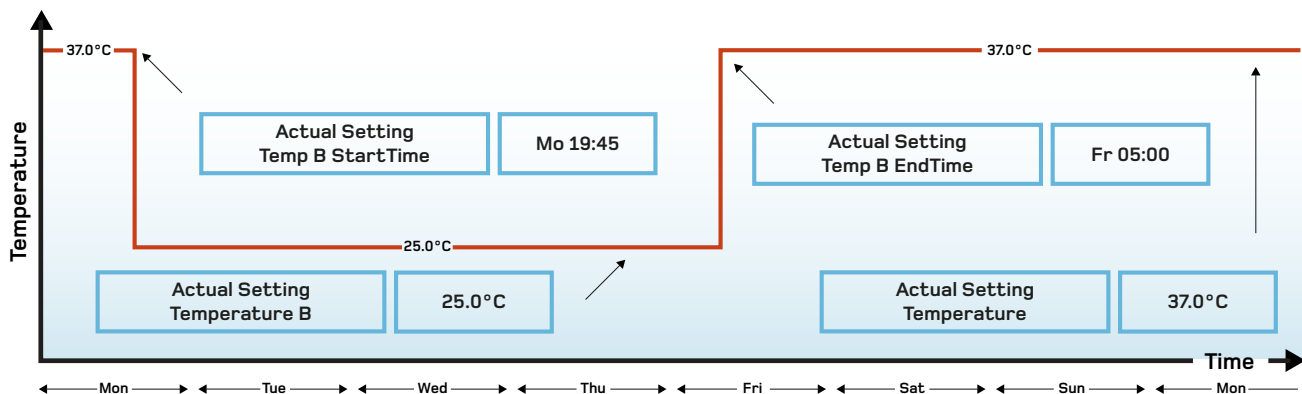 Temperature
37.0°C
37.0°C
Actual Setting
Temp B StartTime
Mo 19:45
Actual Setting
Temp B EndTime
Fr 05:00
25.0°C
Actual Setting
Temperature B
25.0°C
Actual Setting
Temperature
37.0°C
Time
Mon Tue Wed Thu Fri Sat Sun Mon